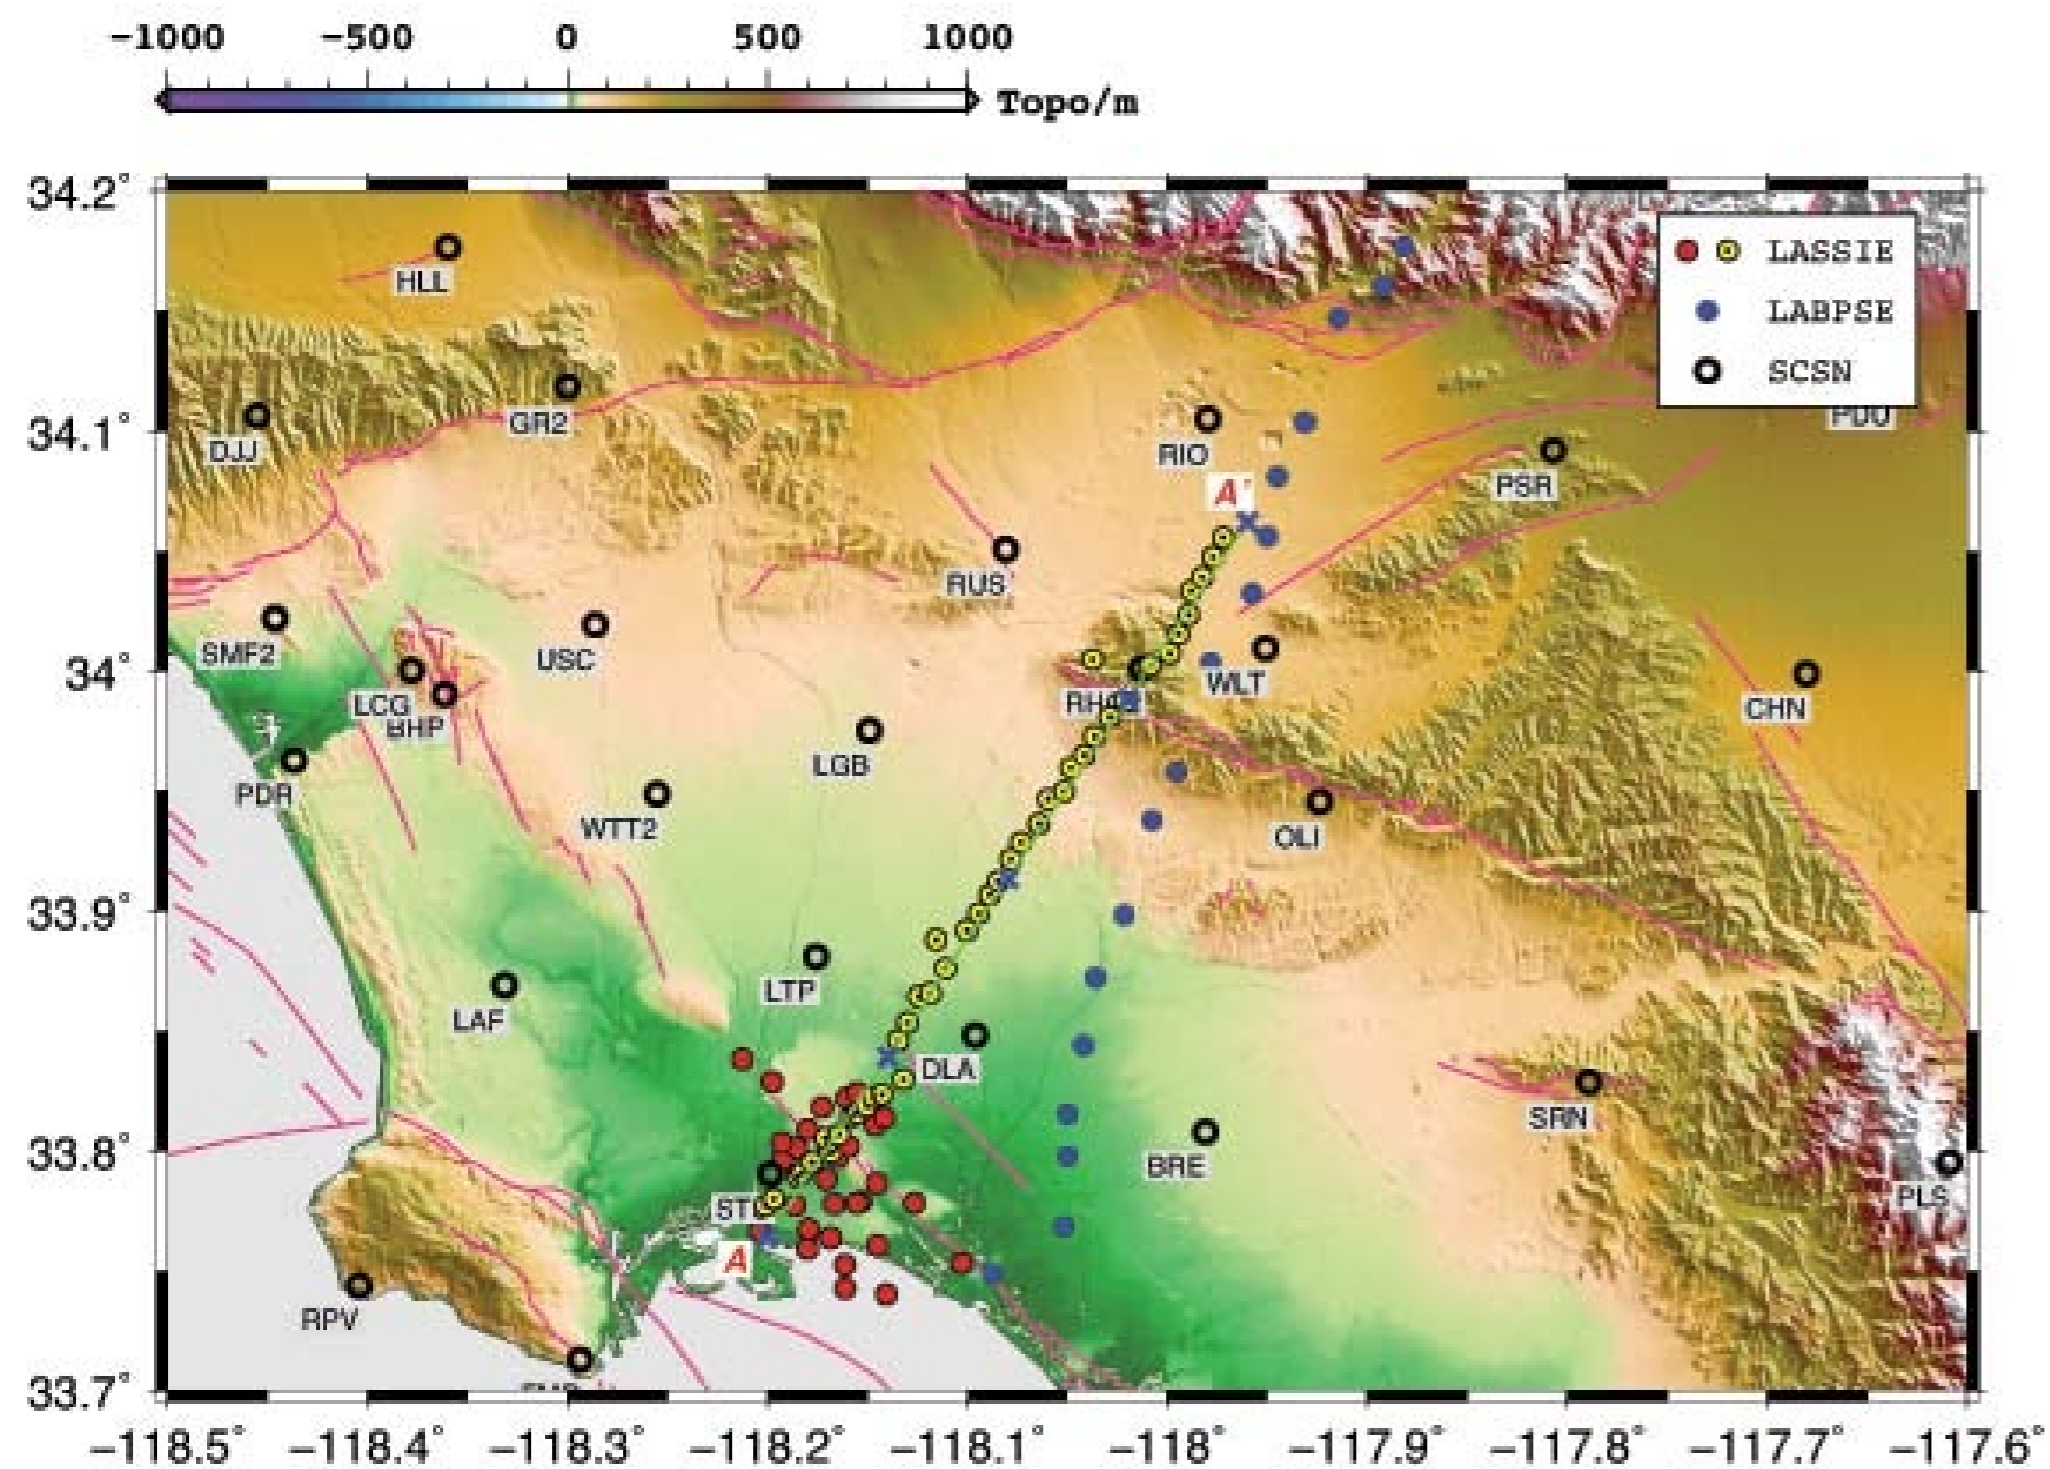 −1000 −500 0 500 1000
Topo/m
34.2°
LASSIE
HLL
LABPSE
SCSN
PDU
34.1°
GR2
DJJ
RIO
PSR
A'
RUS
SMF2
USC
34°
WLT
LCG
RHC
CHN
BHP
LGB
PDR
WTT2
OLI
33.9°
LTP
LAF
DLA
SRN
33.8°
BRE
PLS
A
RPV
33.7°
−118.5° −118.4° −118.3° −118.2° −118.1° −118° −117.9° −117.8° −117.7° −117.6°